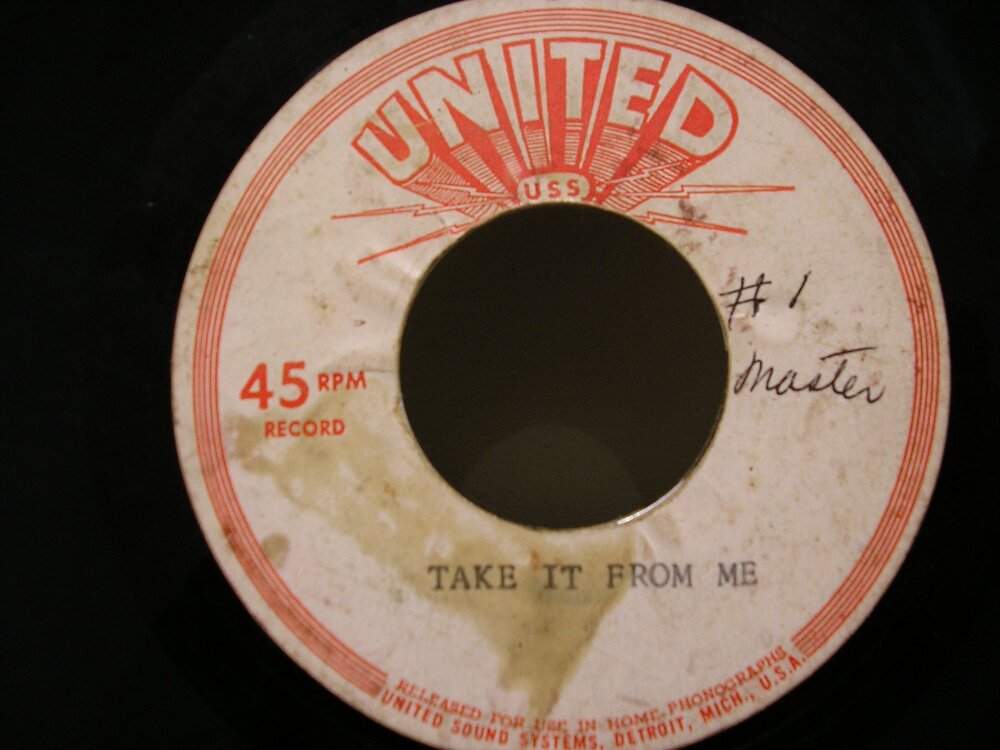 UNITED
USS
#1
Master
45 RPM
RECORD
TAKE IT FROM ME
RELEASED FOR USE IN HOME PHONOGRAPHS
UNITED SOUND SYSTEMS, DETROIT, MICH., U.S.A.